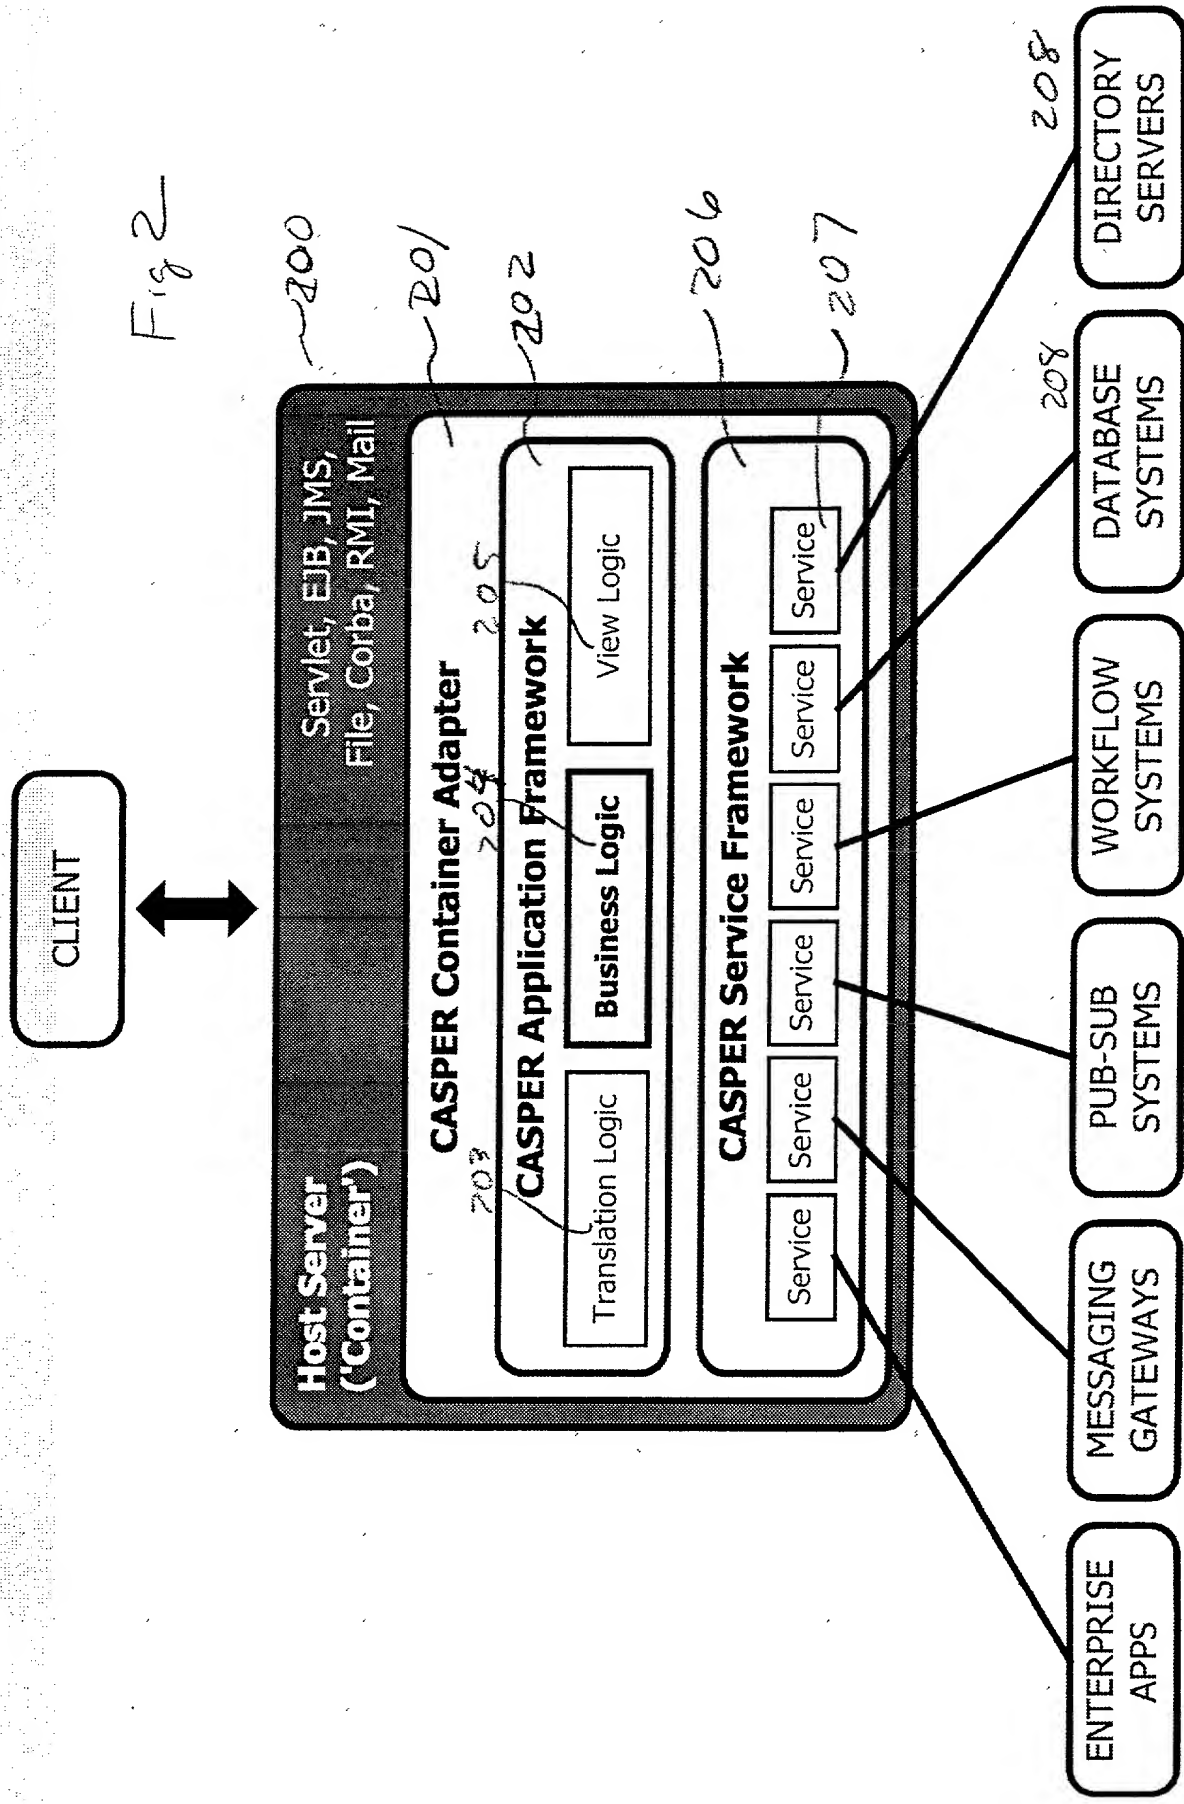 Fig 2
CLIENT
200
Host Server
('Container')
Servlet, EJB, JMS,
File, Corba, RMI, Mail
201
CASPER Container Adapter
202
203
204
205
CASPER Application Framework
Translation Logic
Business Logic
View Logic
206
CASPER Service Framework
207
Service
Service
Service
Service
Service
Service
208
208
ENTERPRISE
APPS
MESSAGING
GATEWAYS
PUB-SUB
SYSTEMS
WORKFLOW
SYSTEMS
DATABASE
SYSTEMS
DIRECTORY
SERVERS